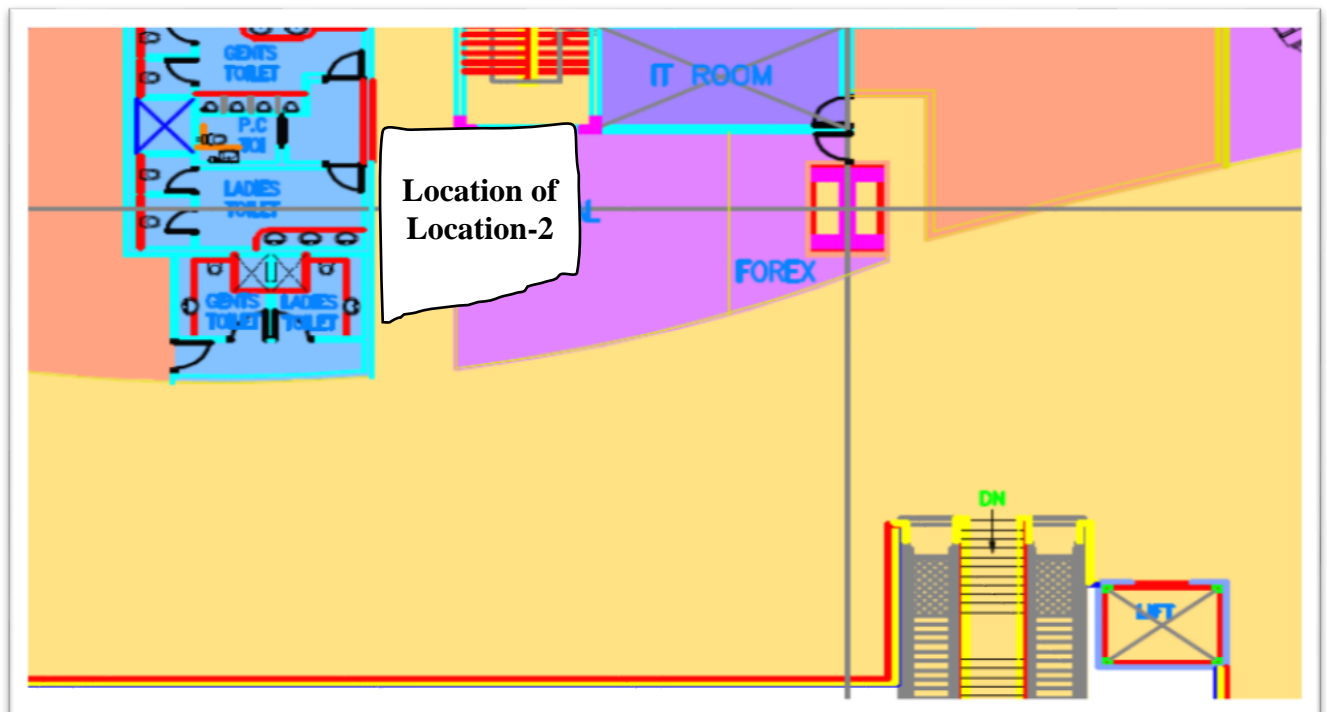 GENTS
TOILET
IT ROOM
P.C
TOI
LADIES
TOILET
Location of
Location-2
L
FOREX
GENTS
TOILET
LADIES
TOILET
DN
LIFT